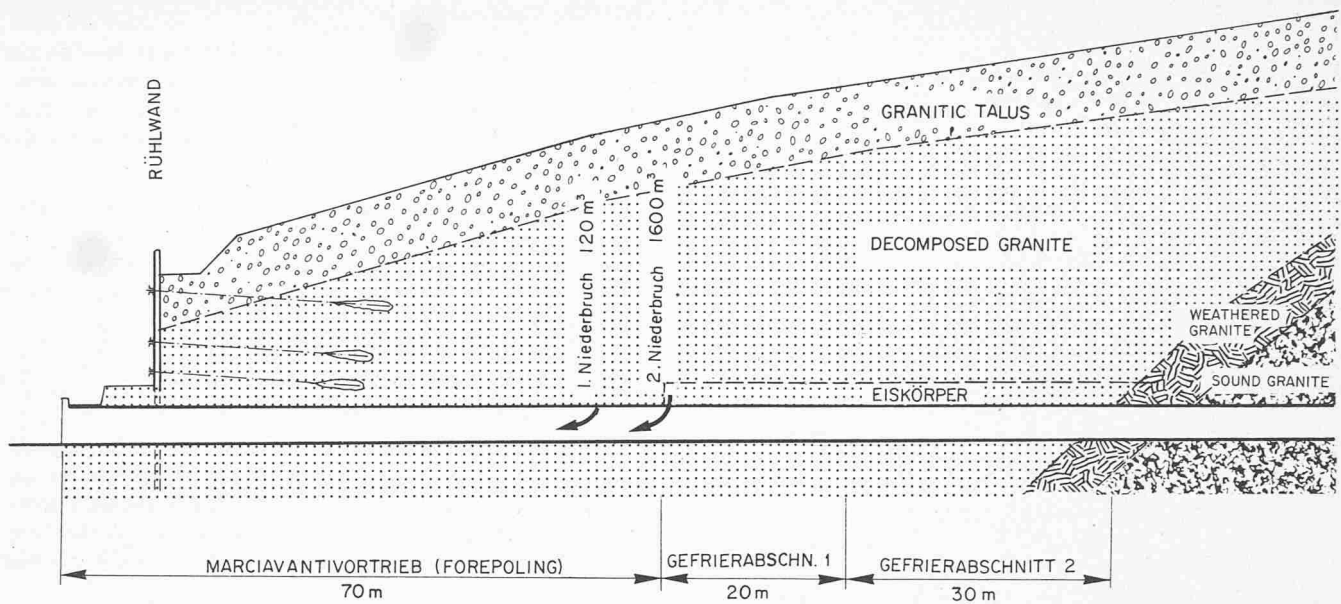 RÜHLWAND
GRANITIC TALUS
1. Niederbruch 120 m³
2. Niederbruch 1600 m³
DECOMPOSED GRANITE
WEATHERED
GRANITE
SOUND GRANITE
EISKÖRPER
MARCIAVANTIVORTRIEB (FOREPOLING)
70 m
GEFRIERABSCHN. 1
20 m
GEFRIERABSCHNITT 2
30 m